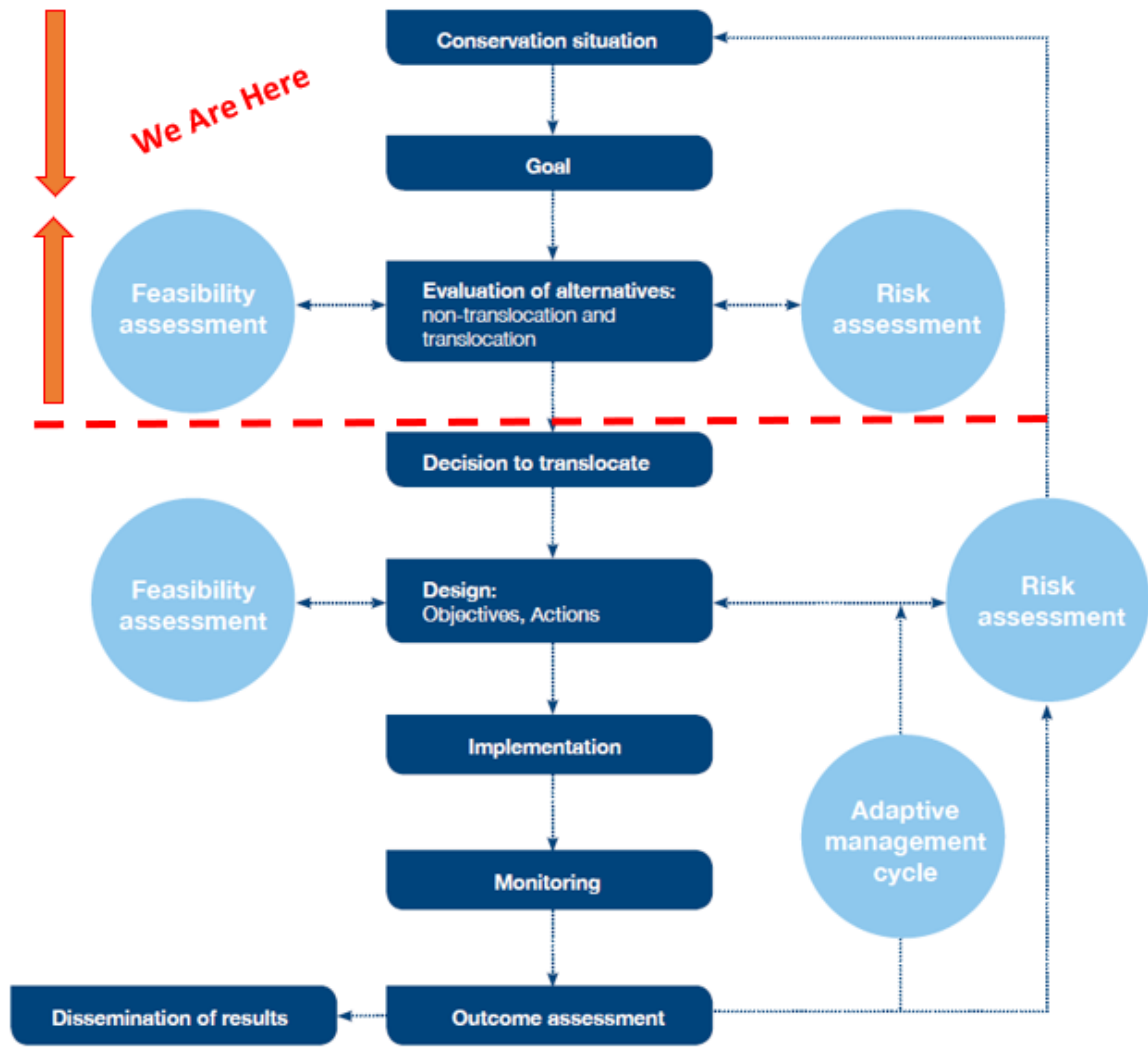 Conservation situation
We Are Here
Goal
Feasibility
assessment
Evaluation of alternatives:
non-translocation and
translocation
Risk
assessment
Decision to translocate
Feasibility
assessment
Design:
Objectives, Actions
Risk
assessment
Implementation
Adaptive
management
cycle
Monitoring
Dissemination of results
Outcome assessment